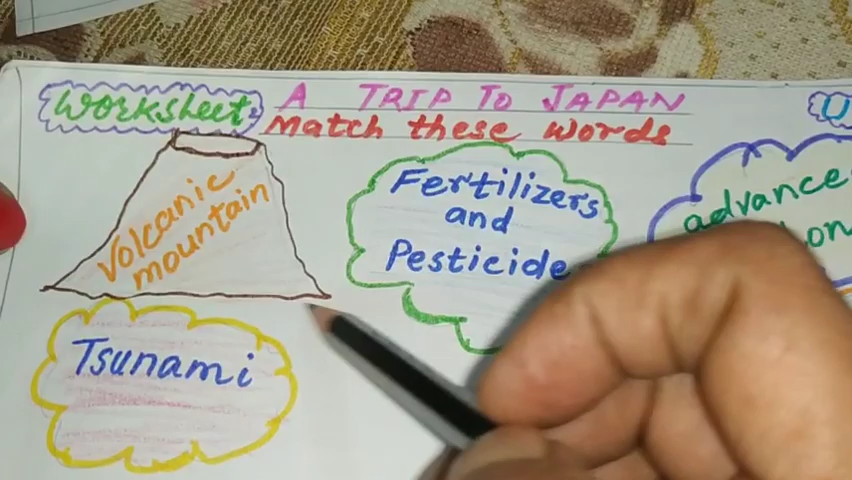 Worksheet:
A TRIP TO JAPAN
Match these words
Volcanic
mountain
Fertilizers
and
Pesticide
advance
Tsunami